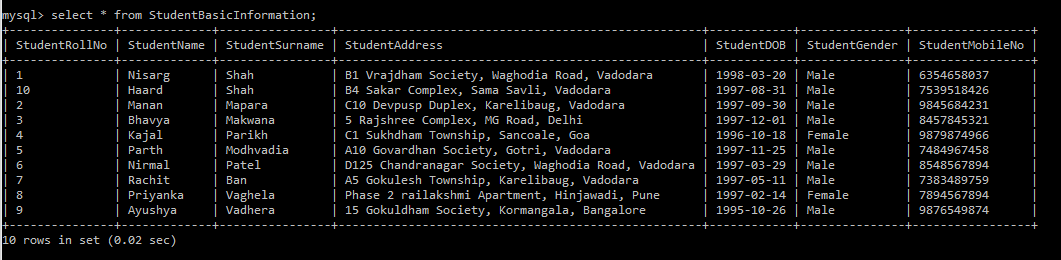 mysql> select * from StudentBasicInformation;
| StudentRollNo | StudentName | StudentSurname | StudentAddress | StudentDOB | StudentGender | StudentMobileNo |
| 1 | Nisarg | Shah | B1 Vrajdham Society, Waghodia Road, Vadodara | 1998-03-20 | Male | 6354658037 |
| 10 | Haard | Shah | B4 Sakar Complex, Sama Savli, Vadodara | 1997-08-31 | Male | 7539518426 |
| 2 | Manan | Mapara | C10 Devpusp Duplex, Karelibaug, Vadodara | 1997-09-30 | Male | 9845684231 |
| 3 | Bhavya | Makwana | 5 Rajshree Complex, MG Road, Delhi | 1997-12-01 | Male | 8457845321 |
| 4 | Kajal | Parikh | C1 Sukhdham Township, Sancoale, Goa | 1996-10-18 | Female | 9879874966 |
| 5 | Parth | Modhvadia | A10 Govardhan Society, Gotri, Vadodara | 1997-11-25 | Male | 7484967458 |
| 6 | Nirmal | Patel | D125 Chandranagar Society, Waghodia Road, Vadodara | 1997-03-29 | Male | 8548567894 |
| 7 | Rachit | Ban | A5 Gokulesh Township, Karelibaug, Vadodara | 1997-05-11 | Male | 7383489759 |
| 8 | Priyanka | Vaghela | Phase 2 railakshmi Apartment, Hinjawadi, Pune | 1997-02-14 | Female | 7894567894 |
| 9 | Ayushya | Vadhera | 15 Gokuldham Society, Kormangala, Bangalore | 1995-10-26 | Male | 9876549874 |
10 rows in set (0.02 sec)